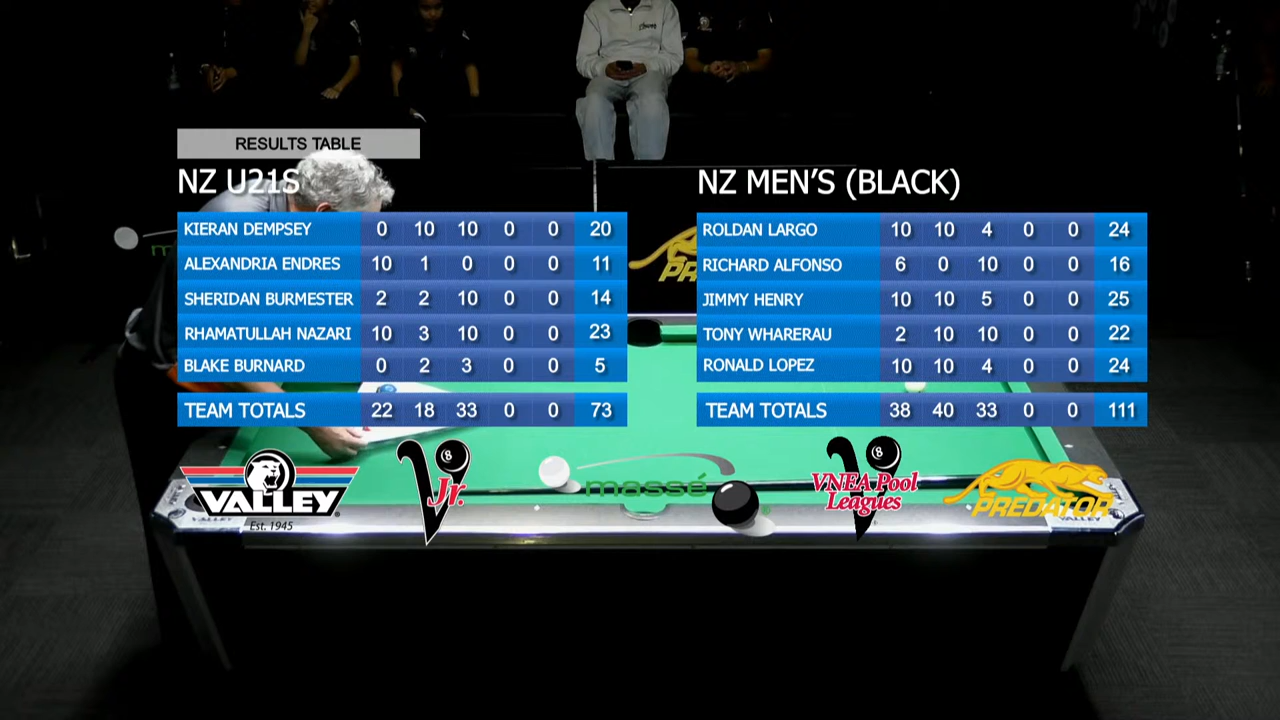 RESULTS TABLE
NZ U21S
KIERAN DEMPSEY 0 10 10 0 0 20
ALEXANDRIA ENDRES 10 1 0 0 0 11
SHERIDAN BURMESTER 2 2 10 0 0 14
RHAMATULLAH NAZARI 10 3 10 0 0 23
BLAKE BURNARD 0 2 3 0 0 5
TEAM TOTALS 22 18 33 0 0 73
NZ MEN’S (BLACK)
ROLDAN LARGO 10 10 4 0 0 24
RICHARD ALFONSO 6 0 10 0 0 16
JIMMY HENRY 10 10 5 0 0 25
TONY WHARERAU 2 10 10 0 0 22
RONALD LOPEZ 10 10 4 0 0 24
TEAM TOTALS 38 40 33 0 0 111
VALLEY
Est. 1945
8
Jr.
massé
8
VNEA Pool
Leagues
PREDATOR
VALLEY
VALLEY